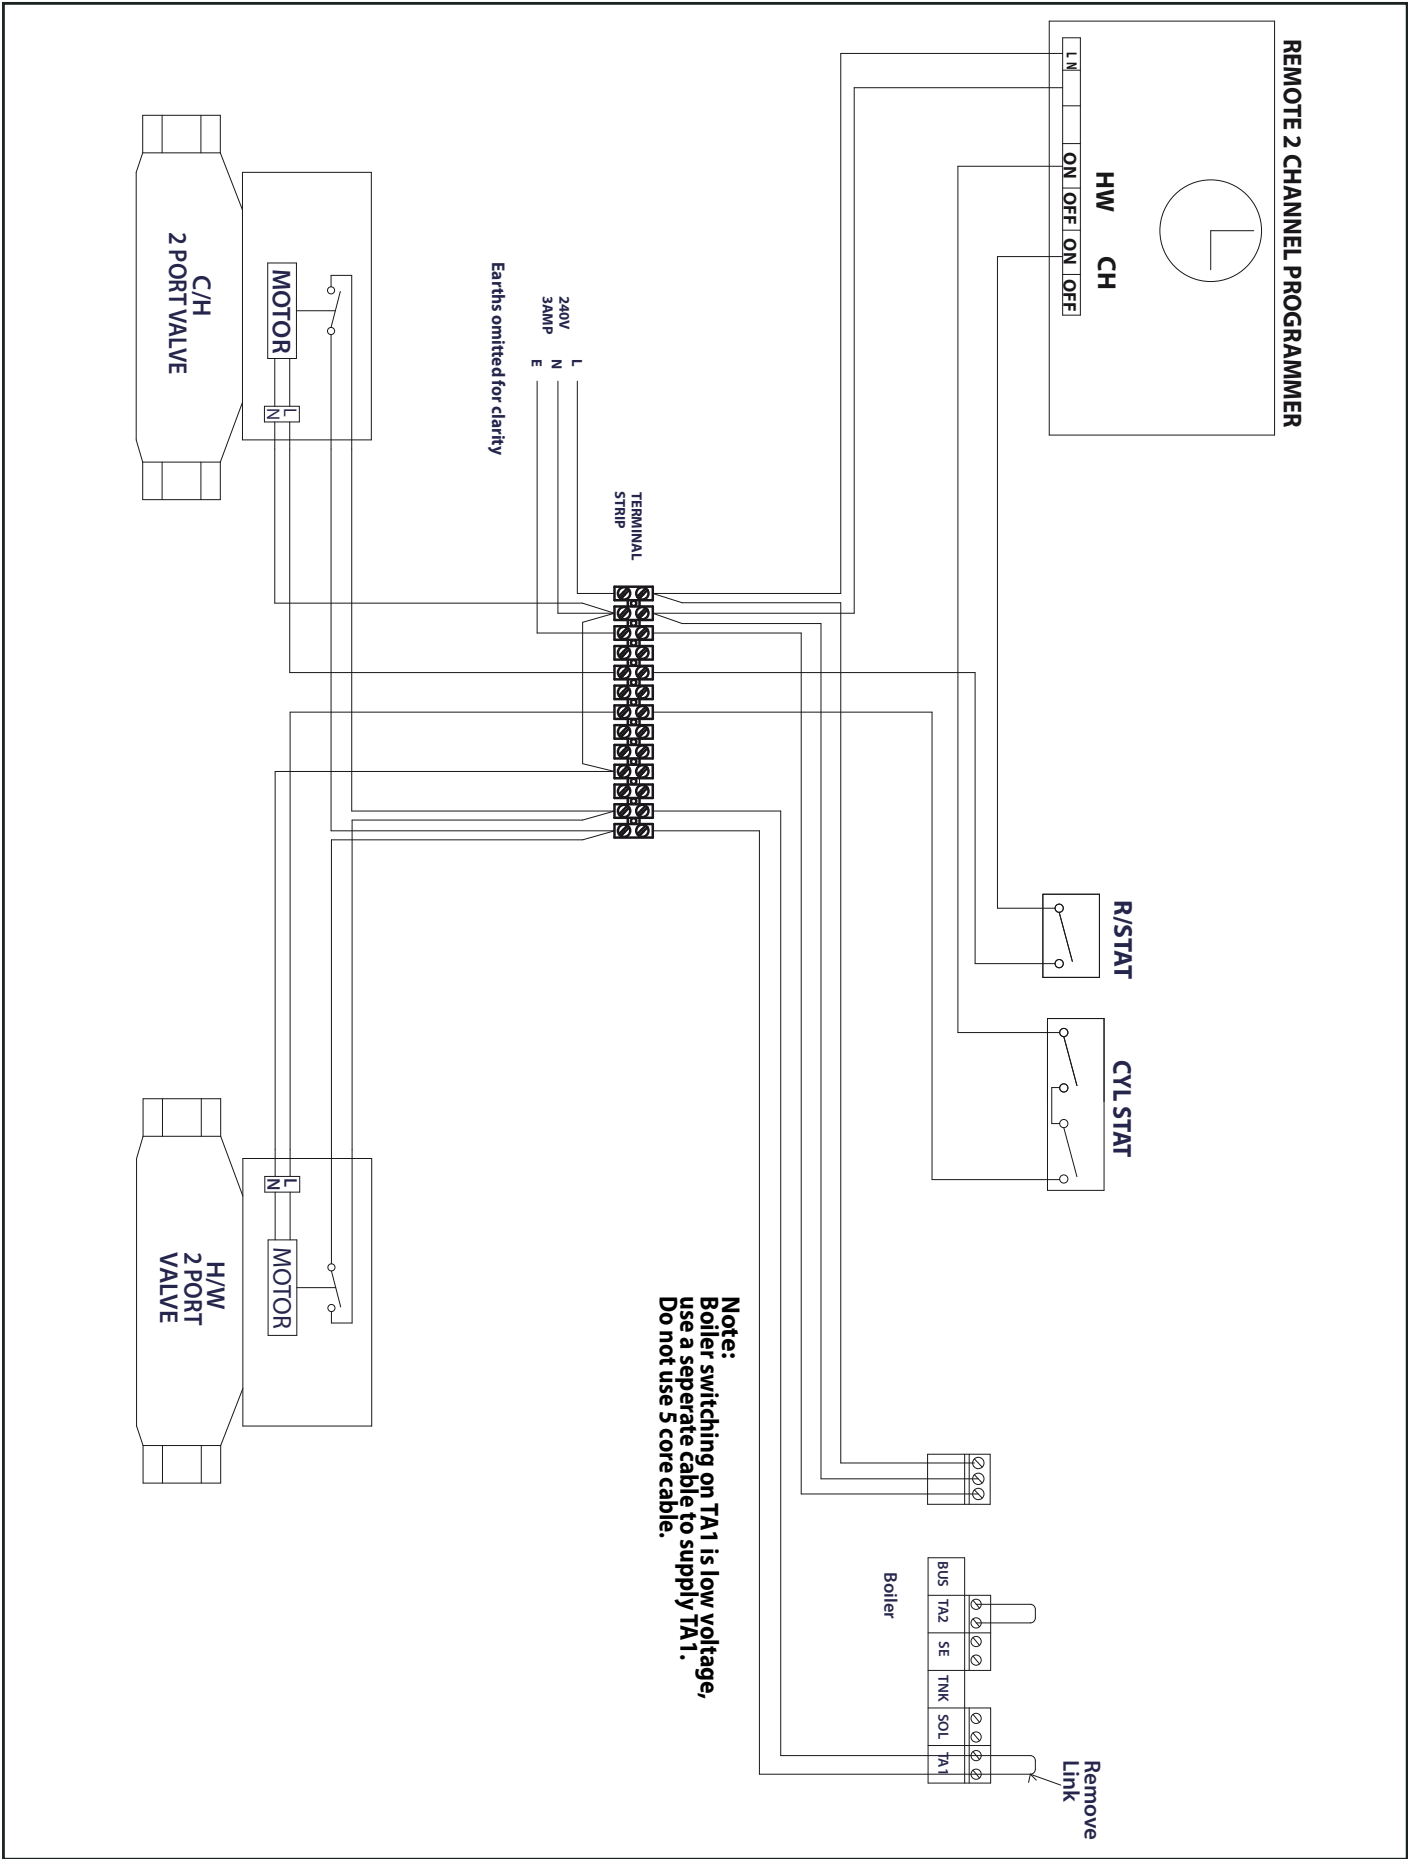 REMOTE 2 CHANNEL PROGRAMMER
L N
ON
OFF
ON
OFF
HW
CH
R/STAT
CYL STAT
Remove
Link
BUS
TA2
SE
TNK
SOL
TA1
Boiler
TERMINAL
STRIP
240V
3AMP
L
N
E
Earths omitted for clarity
Note:
Boiler switching on TA1 is low voltage,
use a seperate cable to supply TA1.
Do not use 5 core cable.
MOTOR
L
N
C/H
2 PORT VALVE
L
N
MOTOR
H/W
2 PORT
VALVE